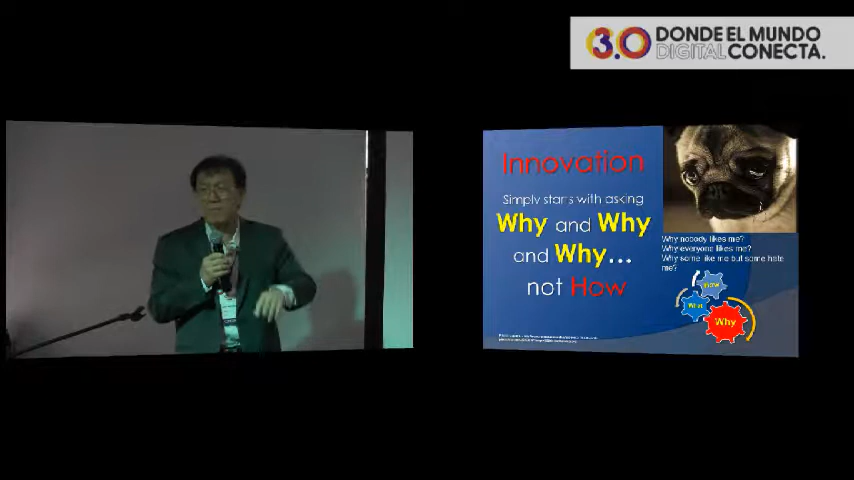 3.0 DONDE EL MUNDO
DIGITAL CONECTA.
Innovation
Simply starts with asking
Why and Why
and Why...
not How
Why nobody likes me?
Why everyone likes me?
Why some like me but some hate
me?
How
What
Why